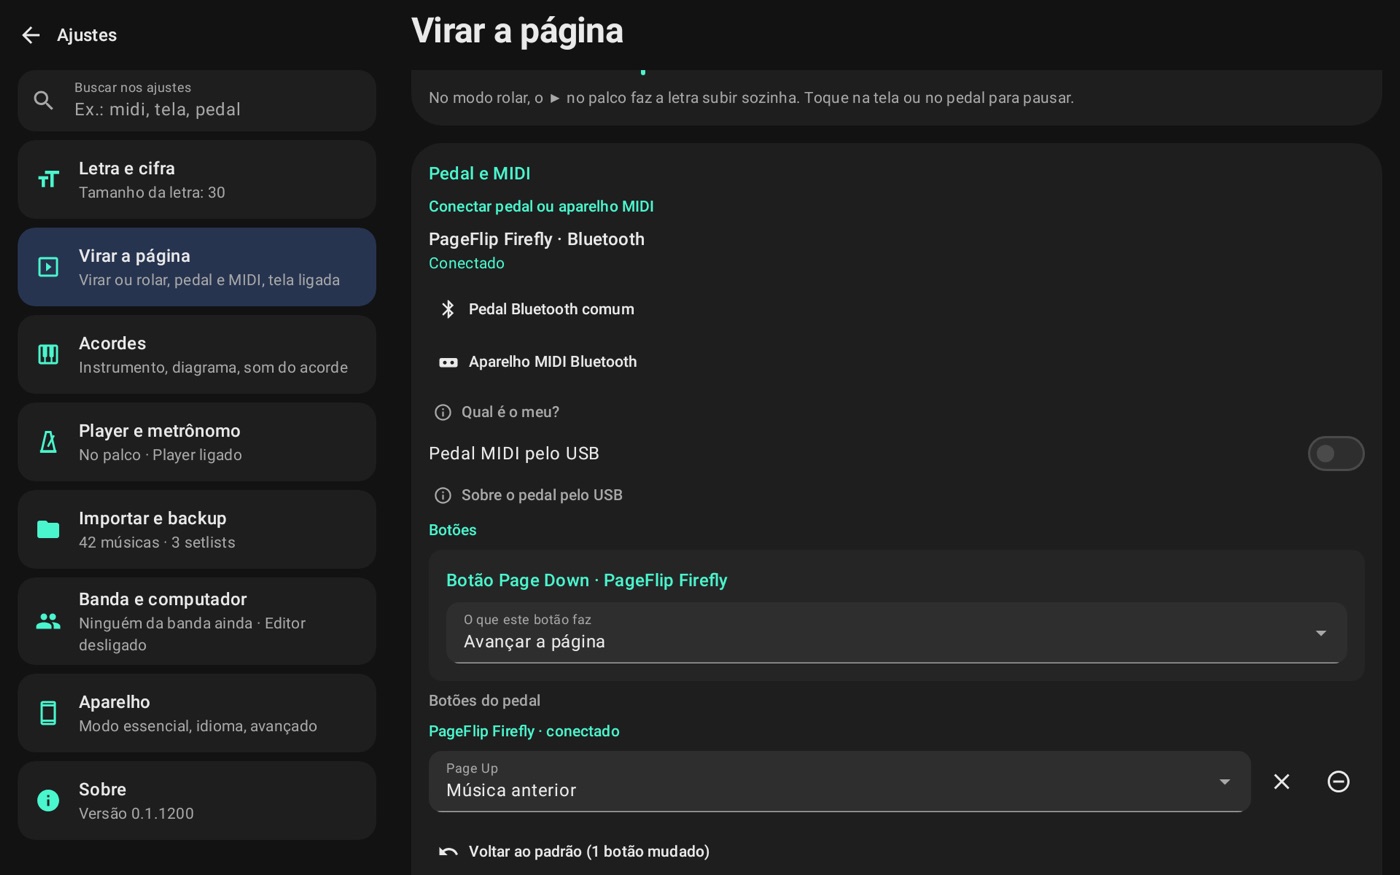 Ajustes
Buscar nos ajustes
Ex.: midi, tela, pedal
Letra e cifra
Tamanho da letra: 30
Virar a página
Virar ou rolar, pedal e MIDI, tela ligada
Acordes
Instrumento, diagrama, som do acorde
Player e metrônomo
No palco · Player ligado
Importar e backup
42 músicas · 3 setlists
Banda e computador
Ninguém da banda ainda · Editor
desligado
Aparelho
Modo essencial, idioma, avançado
Sobre
Versão 0.1.1200
Virar a página
No modo rolar, o ► no palco faz a letra subir sozinha. Toque na tela ou no pedal para pausar.
Pedal e MIDI
Conectar pedal ou aparelho MIDI
PageFlip Firefly · Bluetooth
Conectado
Pedal Bluetooth comum
Aparelho MIDI Bluetooth
Qual é o meu?
Pedal MIDI pelo USB
Sobre o pedal pelo USB
Botões
Botão Page Down · PageFlip Firefly
O que este botão faz
Avançar a página
Botões do pedal
PageFlip Firefly · conectado
Page Up
Música anterior
Voltar ao padrão (1 botão mudado)